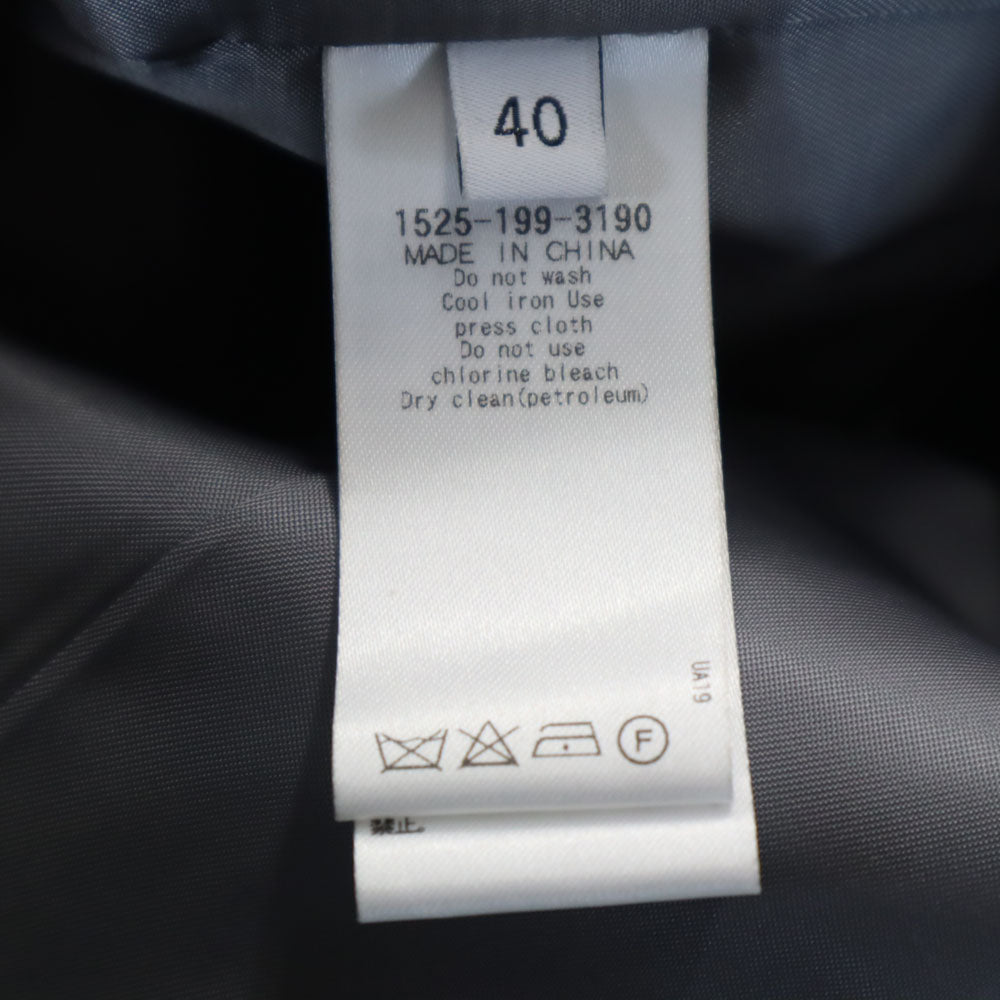 40
1525-199-3190
MADE IN CHINA
Do not wash
Cool iron Use
press cloth
Do not use
chlorine bleach
Dry clean(petroleum)
UA19
F
禁止。